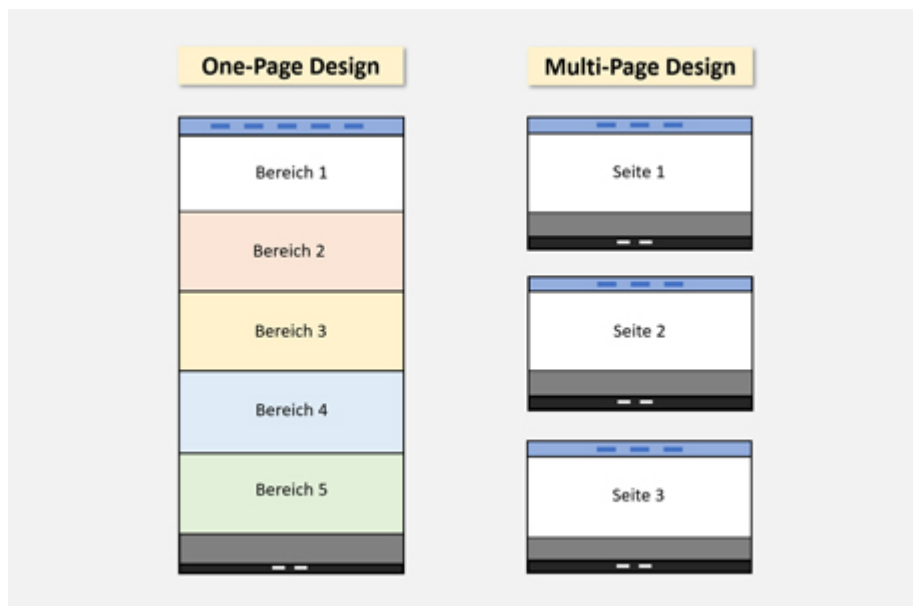 One-Page Design
Bereich 1
Bereich 2
Bereich 3
Bereich 4
Bereich 5
Multi-Page Design
Seite 1
Seite 2
Seite 3